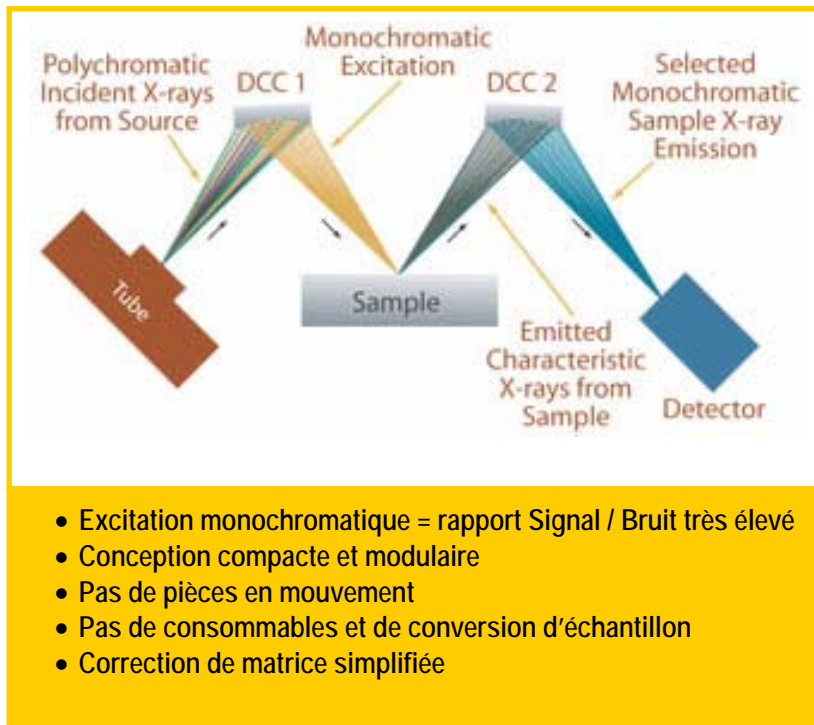 Monochromatic
Excitation
Polychromatic
Incident X-rays
from Source
DCC 1
DCC 2
Selected
Monochromatic
Sample X-ray
Emission
Tube
Sample
Emitted
Characteristic
X-rays from
Sample
Detector
• Excitation monochromatique = rapport Signal / Bruit très élevé
• Conception compacte et modulaire
• Pas de pièces en mouvement
• Pas de consommables et de conversion d'échantillon
• Correction de matrice simplifiée